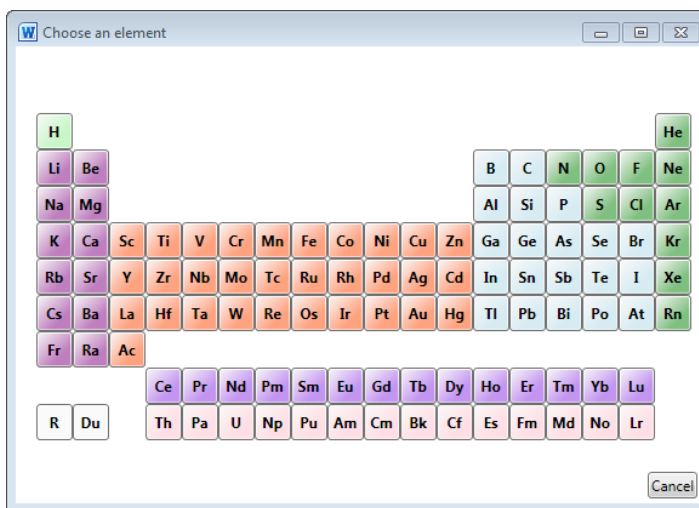 W Choose an element
H He
Li Be B C N O F Ne
Na Mg Al Si P S Cl Ar
K Ca Sc Ti V Cr Mn Fe Co Ni Cu Zn Ga Ge As Se Br Kr
Rb Sr Y Zr Nb Mo Tc Ru Rh Pd Ag Cd In Sn Sb Te I Xe
Cs Ba La Hf Ta W Re Os Ir Pt Au Hg Tl Pb Bi Po At Rn
Fr Ra Ac
Ce Pr Nd Pm Sm Eu Gd Tb Dy Ho Er Tm Yb Lu
R Du Th Pa U Np Pu Am Cm Bk Cf Es Fm Md No Lr
Cancel